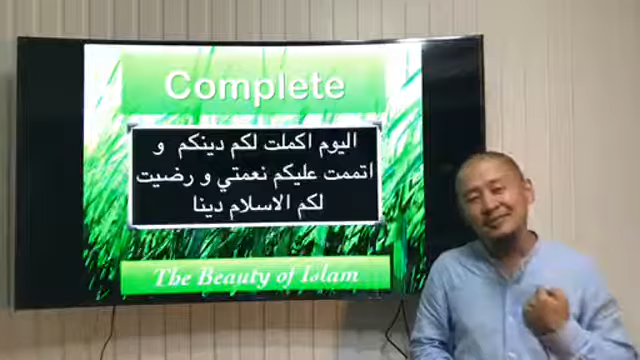 Complete
اليوم اكملت لكم دينكم و
اتممت عليكم نعمتي و رضيت
لكم الاسلام دينا
The Beauty of Islam